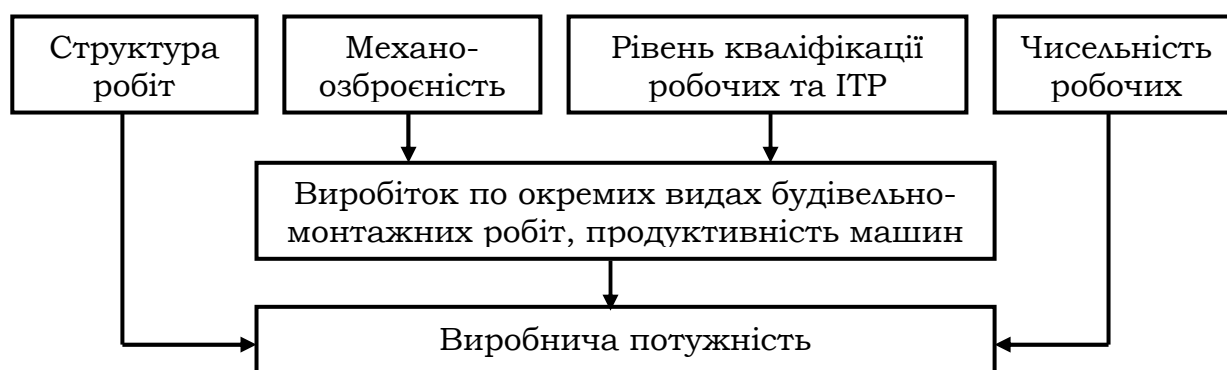 Структура
робіт
Механо-
озброєність
Рівень кваліфікації
робочих та ІТР
Чисельність
робочих
Виробіток по окремих видах будівельно-
монтажних робіт, продуктивність машин
Виробнича потужність